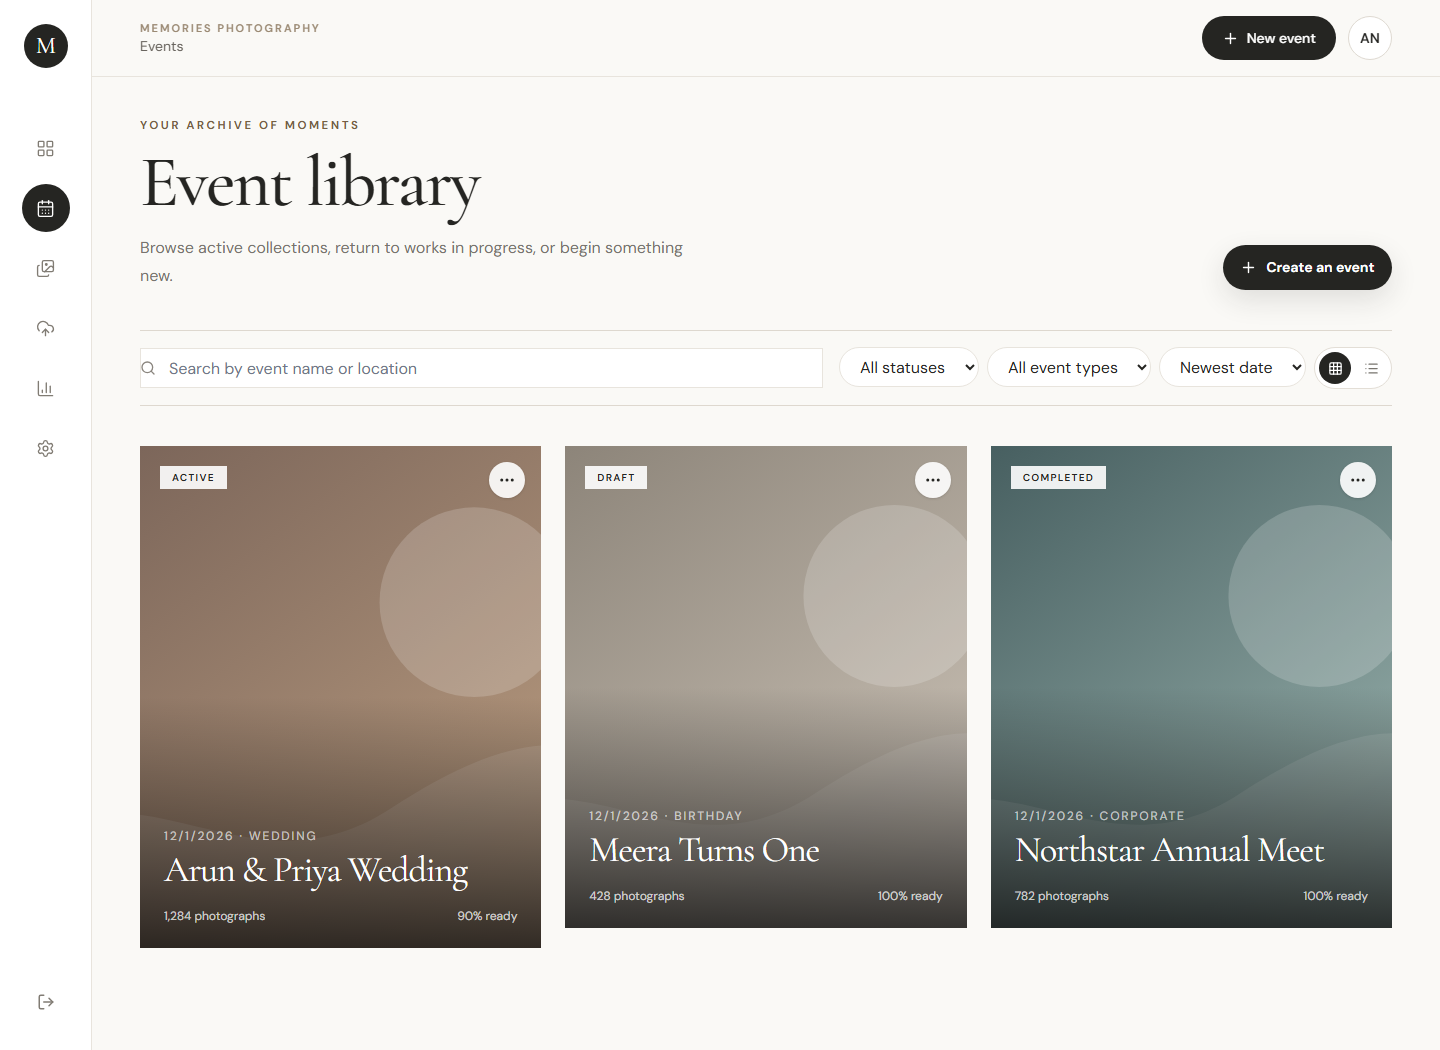 M
MEMORIES PHOTOGRAPHY
Events
New event
AN
YOUR ARCHIVE OF MOMENTS
Event library
Browse active collections, return to works in progress, or begin something
new.
Create an event
Search by event name or location
All statuses
All event types
Newest date
ACTIVE
12/1/2026 · WEDDING
Arun & Priya Wedding
1,284 photographs
90% ready
DRAFT
12/1/2026 · BIRTHDAY
Meera Turns One
428 photographs
100% ready
COMPLETED
12/1/2026 · CORPORATE
Northstar Annual Meet
782 photographs
100% ready